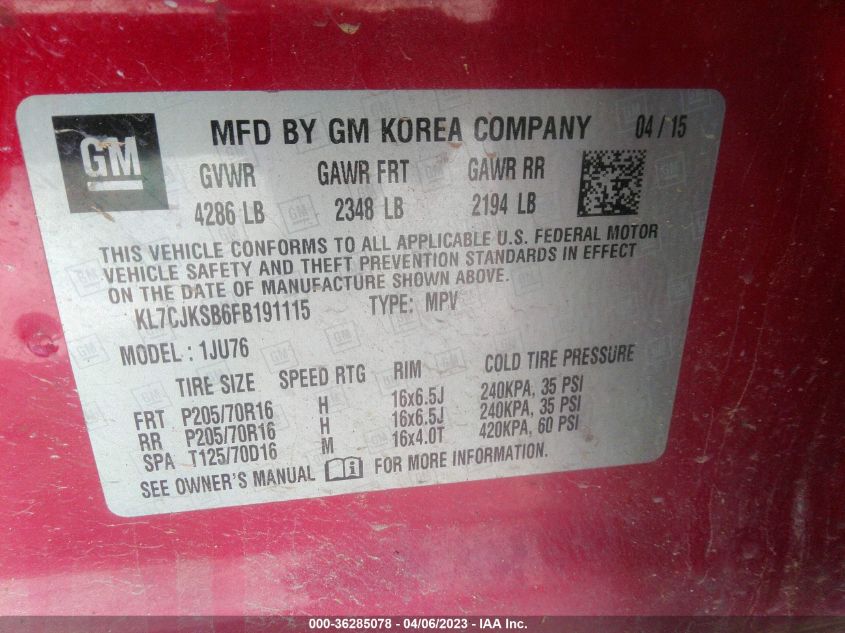 GM
MFD BY GM KOREA COMPANY 04 / 15
GVWR GAWR FRT GAWR RR
4286 LB 2348 LB 2194 LB
THIS VEHICLE CONFORMS TO ALL APPLICABLE U.S. FEDERAL MOTOR
VEHICLE SAFETY AND THEFT PREVENTION STANDARDS IN EFFECT
ON THE DATE OF MANUFACTURE SHOWN ABOVE.
KL7CJKSB6FB191115 TYPE: MPV
MODEL : 1JU76
TIRE SIZE SPEED RTG RIM COLD TIRE PRESSURE
FRT P205/70R16 H 16x6.5J 240KPA, 35 PSI
RR P205/70R16 H 16x6.5J 240KPA, 35 PSI
SPA T125/70D16 M 16x4.0T 420KPA, 60 PSI
SEE OWNER'S MANUAL FOR MORE INFORMATION.
000-36285078 - 04/06/2023 - IAA Inc.